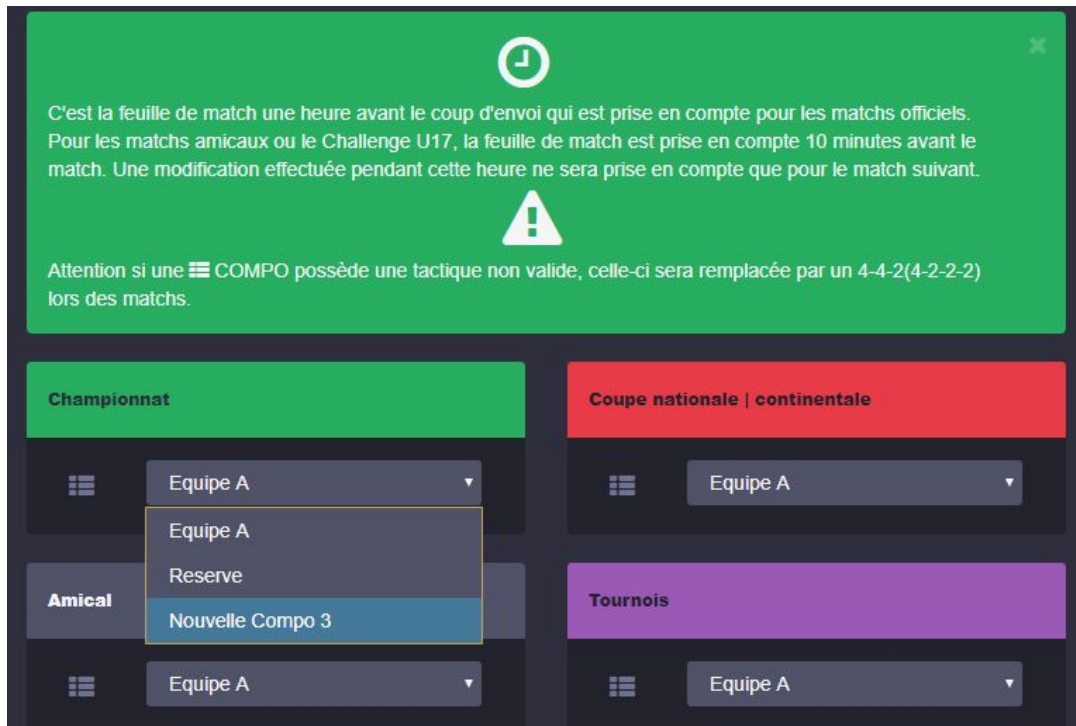 C'est la feuille de match une heure avant le coup d'envoi qui est prise en compte pour les matchs officiels.
Pour les matchs amicaux ou le Challenge U17, la feuille de match est prise en compte 10 minutes avant le
match. Une modification effectuée pendant cette heure ne sera prise en compte que pour le match suivant.
Attention si une COMPO possède une tactique non valide, celle-ci sera remplacée par un 4-4-2(4-2-2-2)
lors des matchs.
Championnat
Equipe A
Equipe A
Reserve
Nouvelle Compo 3
Coupe nationale | continentale
Equipe A
Amical
Equipe A
Tournois
Equipe A